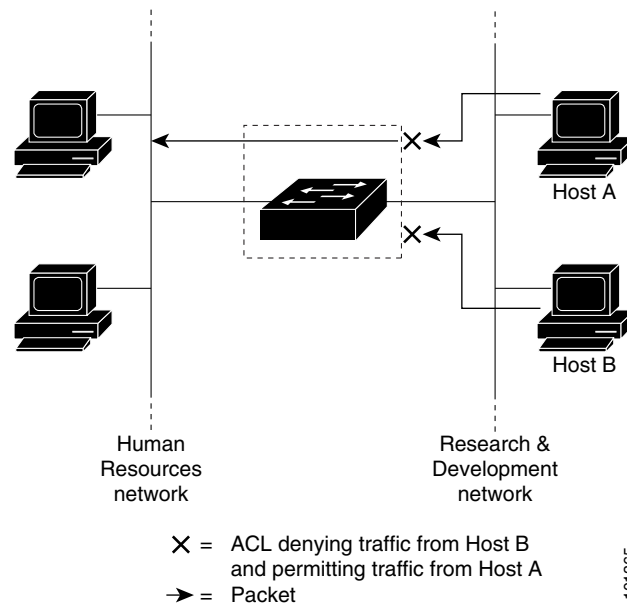 Host A
Host B
Human
Resources
network
Research &
Development
network
X = ACL denying traffic from Host B
and permitting traffic from Host A
= Packet